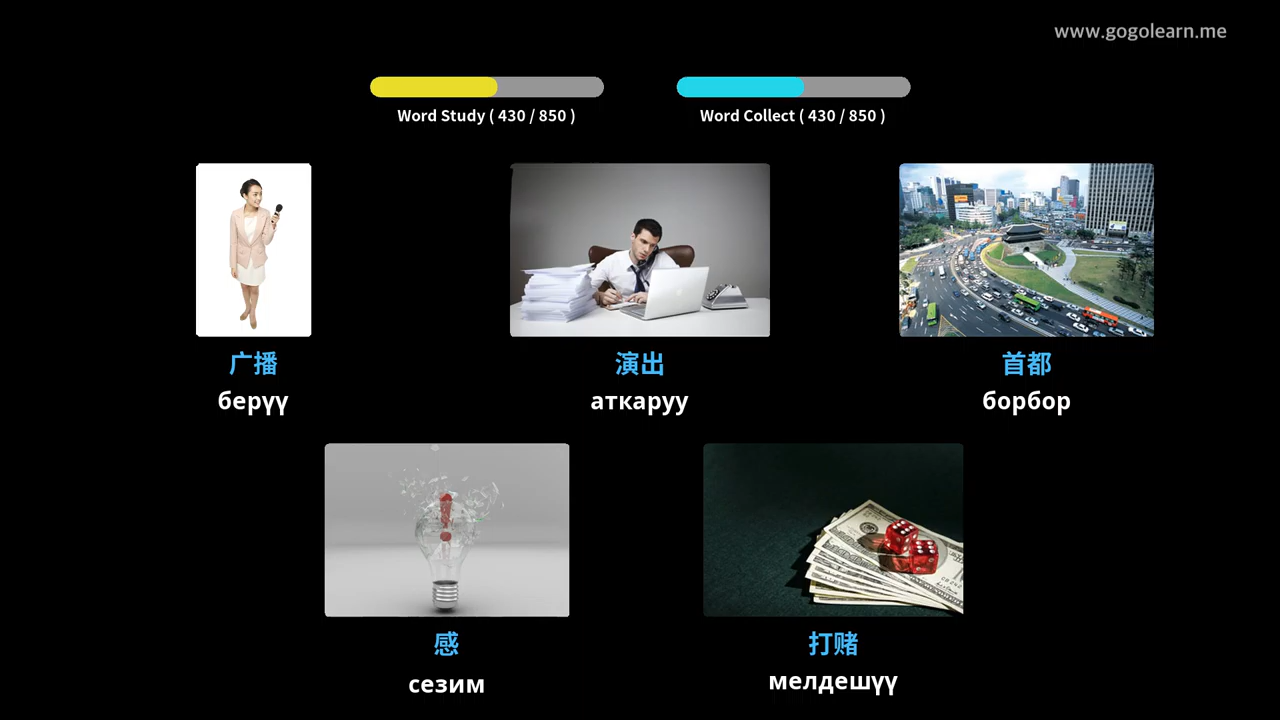 www.gogolearn.me
Word Study ( 430 / 850 )
Word Collect ( 430 / 850 )
广播
演出
首都
берүү
аткаруу
борбор
感
打赌
сезим
мелдешүү